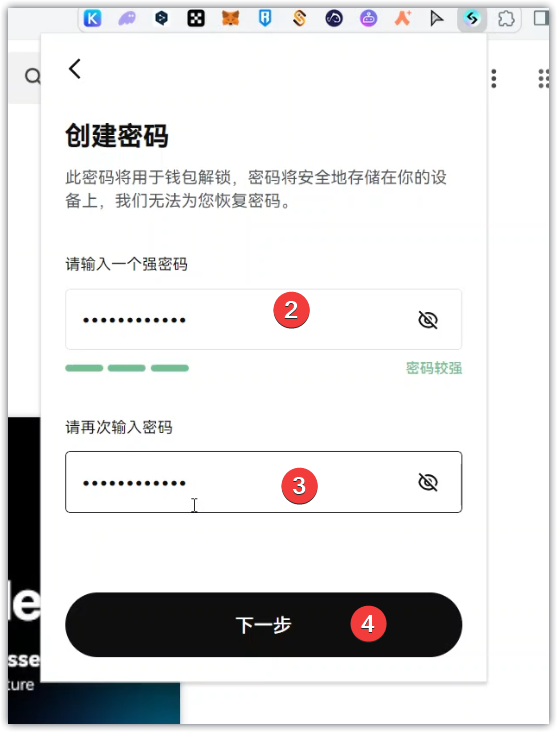 创建密码
此密码将用于钱包解锁，密码将安全地存储在你的设
备上，我们无法为您恢复密码。
请输入一个强密码
●●●●●●●●●●●● 2
密码较强
请再次输入密码
●●●●●●●●●●●● 3
下一步 4
le
sse
ture